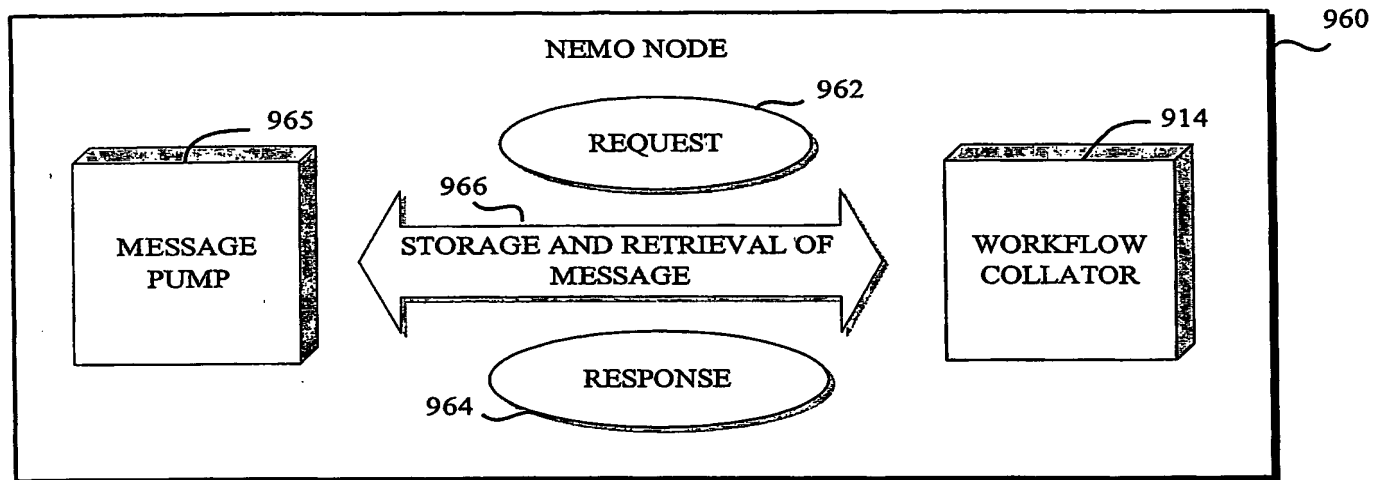 960
NEMO NODE
962
965
914
REQUEST
966
MESSAGE
PUMP
STORAGE AND RETRIEVAL OF
MESSAGE
WORKFLOW
COLLATOR
RESPONSE
964